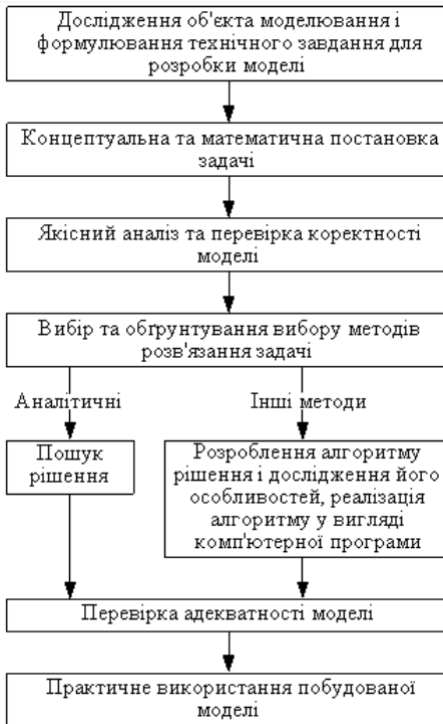 Дослідження об'єкта моделювання і
формулювання технічного завдання для
розробки моделі
Концептуальна та математична постановка
задачі
Якісний аналіз та перевірка коректності
моделі
Вибір та обґрунтування вибору методів
розв'язання задачі
Аналітичні
Інші методи
Пошук
рішення
Розроблення алгоритму
рішення і дослідження його
особливостей, реалізація
алгоритму у вигляді
комп'ютерної програми
Перевірка адекватності моделі
Практичне використання побудованої
моделі